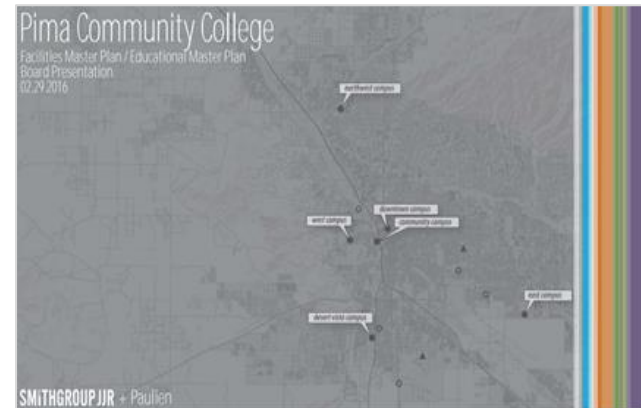 Pima Community College
Facilities Master Plan / Educational Master Plan
Board Presentation
02.29.2016
northwest campus
downtown campus
west campus
community campus
east campus
desert vista campus
SMITHGROUPJJR + Paulien